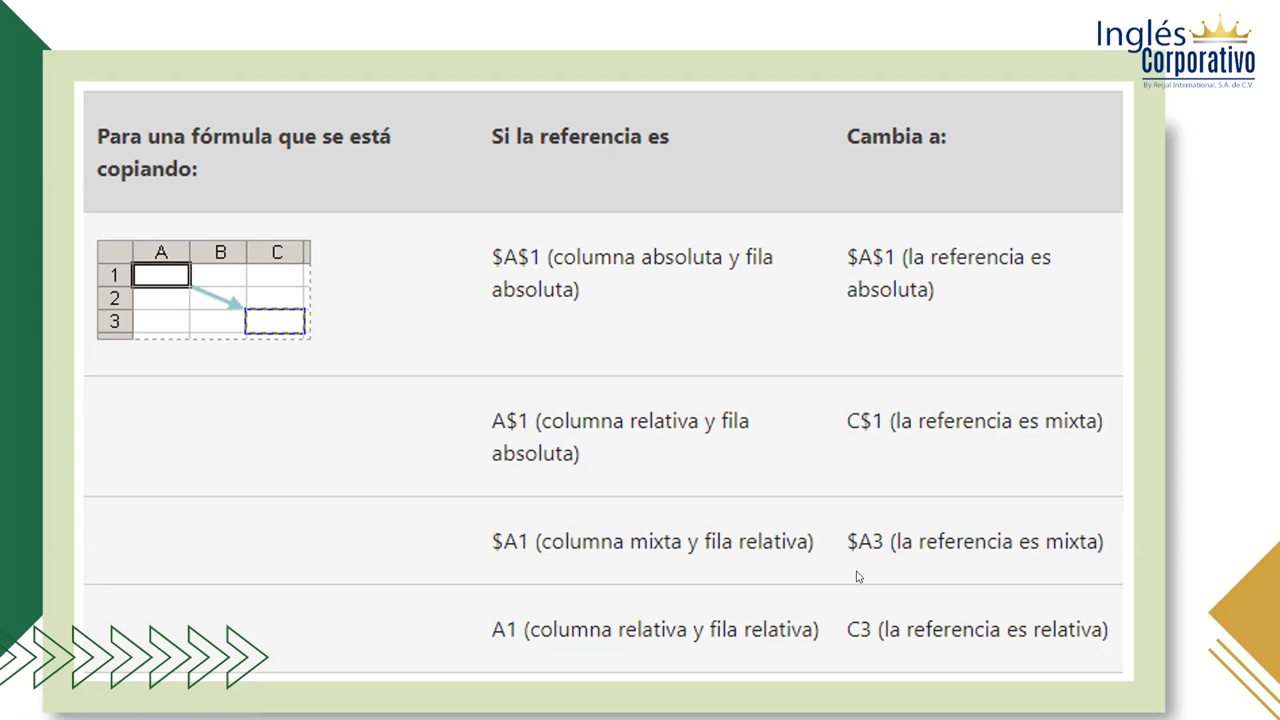 Inglés
Corporativo
By Regal International, S.A. de C.V.
Para una fórmula que se está
copiando:
Si la referencia es
Cambia a:
A B C
1
2
3
$A$1 (columna absoluta y fila
absoluta)
$A$1 (la referencia es
absoluta)
A$1 (columna relativa y fila
absoluta)
C$1 (la referencia es mixta)
$A1 (columna mixta y fila relativa)
$A3 (la referencia es mixta)
A1 (columna relativa y fila relativa)
C3 (la referencia es relativa)